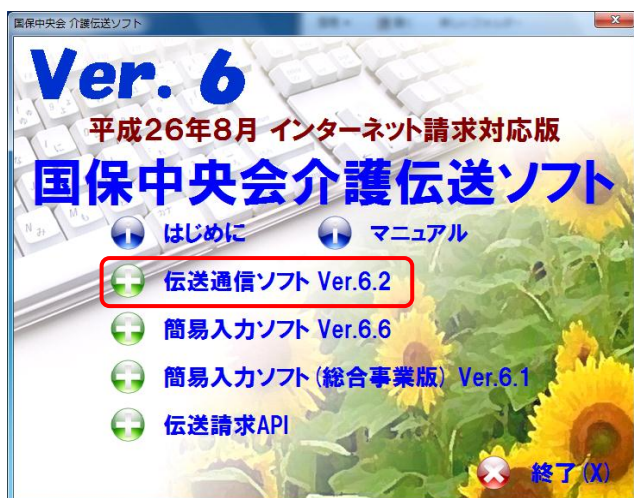 国保中央会 介護伝送ソフト
Ver. 6
平成26年8月 インターネット請求対応版
国保中央会介護伝送ソフト
はじめに マニュアル
伝送通信ソフト Ver.6.2
簡易入力ソフト Ver.6.6
簡易入力ソフト(総合事業版) Ver.6.1
伝送請求API
終了(X)